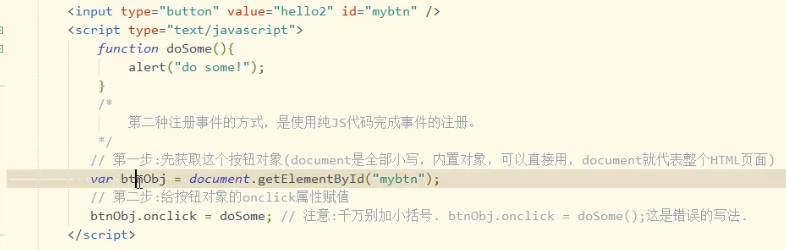 <input type="button" value="hello2" id="mybtn" />
<script type="text/javascript">
function doSome(){
alert("do some!");
}
/*
第二种注册事件的方式，是使用纯JS代码完成事件的注册。
*/
// 第一步:先获取这个按钮对象(document是全部小写，内置对象，可以直接用，document就代表整个HTML页面)
var btnObj = document.getElementById("mybtn");
// 第二步:给按钮对象的onclick属性赋值
btnObj.onclick = doSome; // 注意:千万别加小括号. btnObj.onclick = doSome();这是错误的写法.
</script>